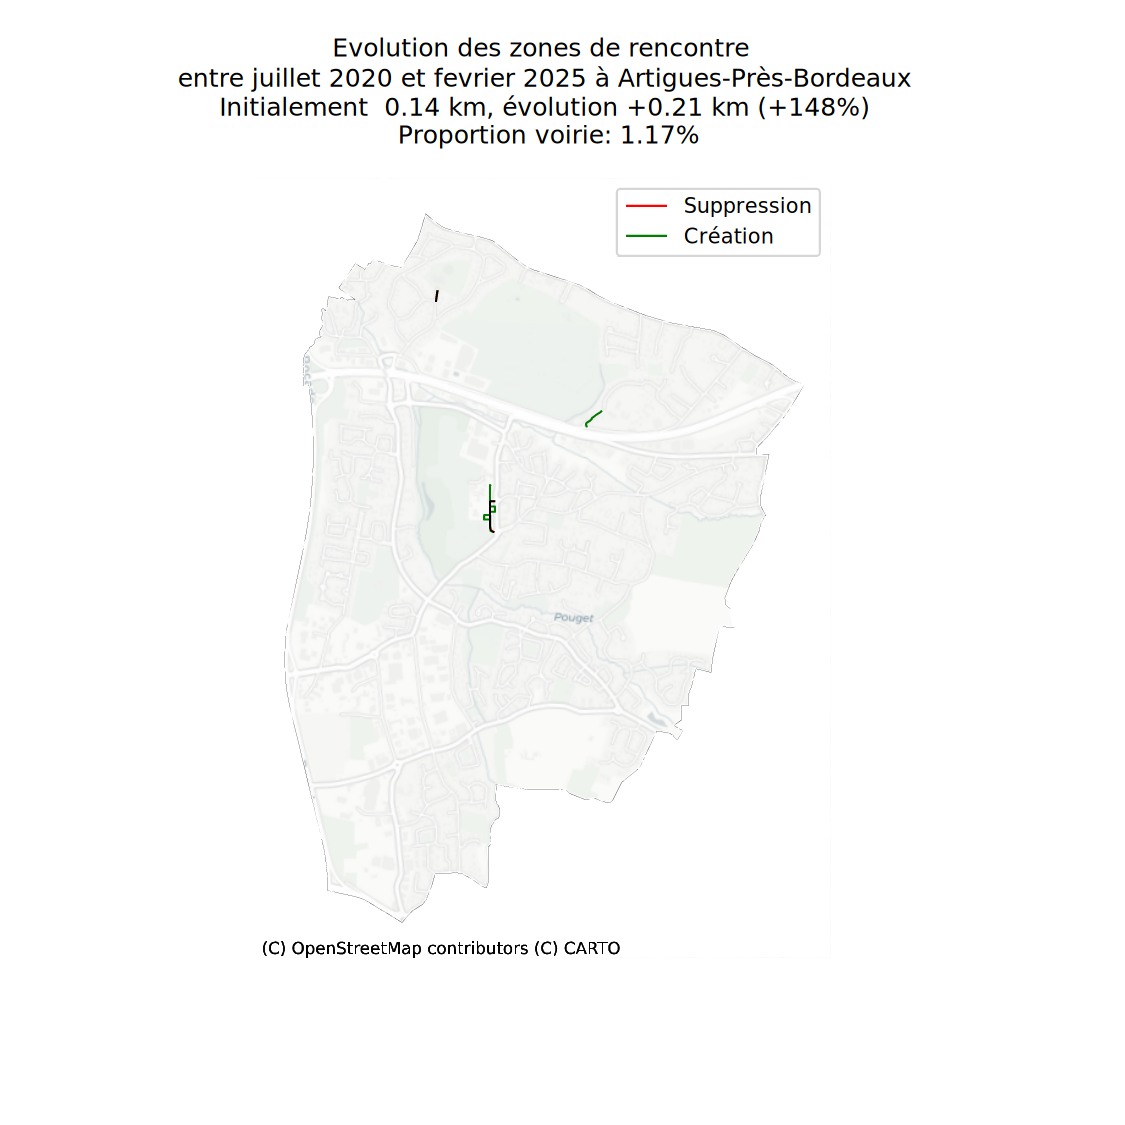 Evolution des zones de rencontre
entre juillet 2020 et fevrier 2025 à Artigues-Près-Bordeaux
Initialement  0.14 km, évolution +0.21 km (+148%)
Proportion voirie: 1.17%
Suppression
Création
Pouget
(C) OpenStreetMap contributors (C) CARTO